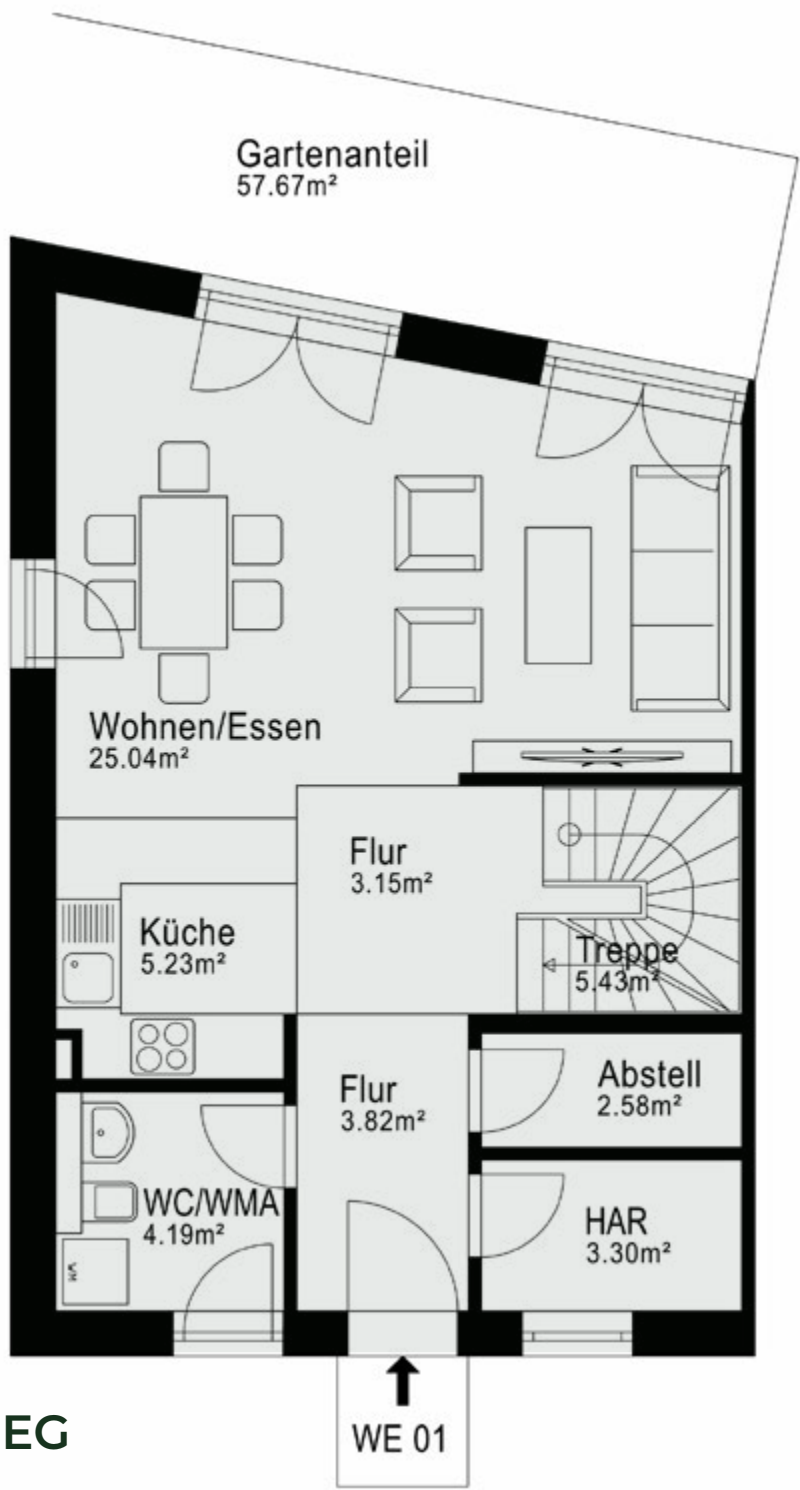 Gartenanteil
57.67m²
Wohnen/Essen
25.04m²
Flur
3.15m²
Küche
5.23m²
Treppe
5.43m²
Flur
3.82m²
Abstell
2.58m²
WC/WMA
4.19m²
HAR
3.30m²
WM
EG
WE 01